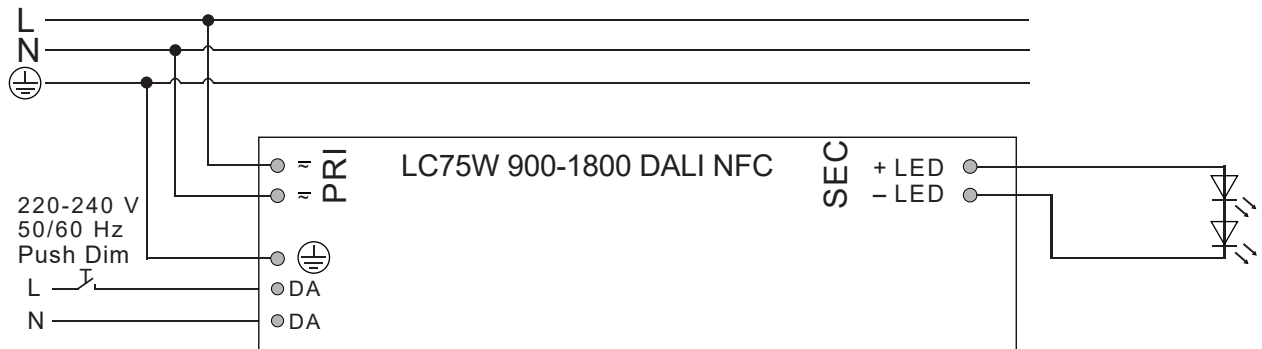 L
N
LC75W 900-1800 DALI NFC
PRI
SEC
+ LED
– LED
220-240 V
50/60 Hz
Push Dim
L
N
DA
DA